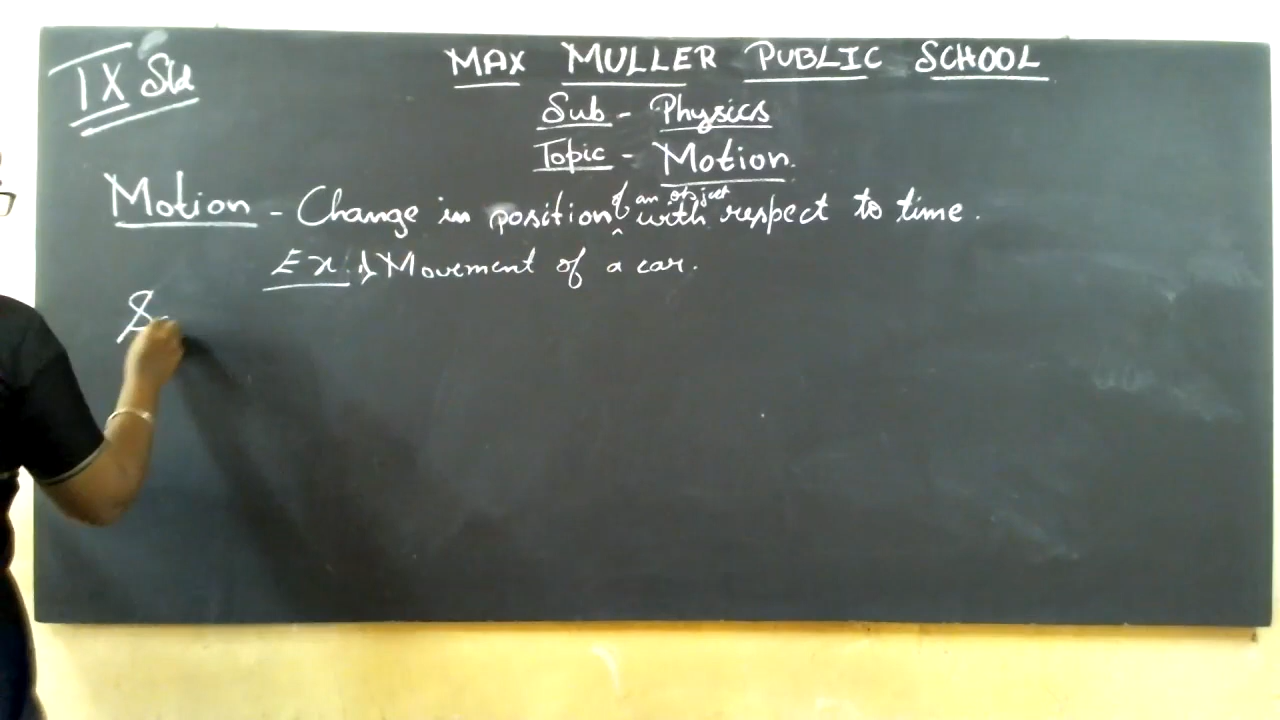 IX Std
MAX MULLER PUBLIC SCHOOL
Sub - Physics
Topic - Motion.
Motion - Change in position of an object with respect to time.
Ex. 1) Movement of a car.
S